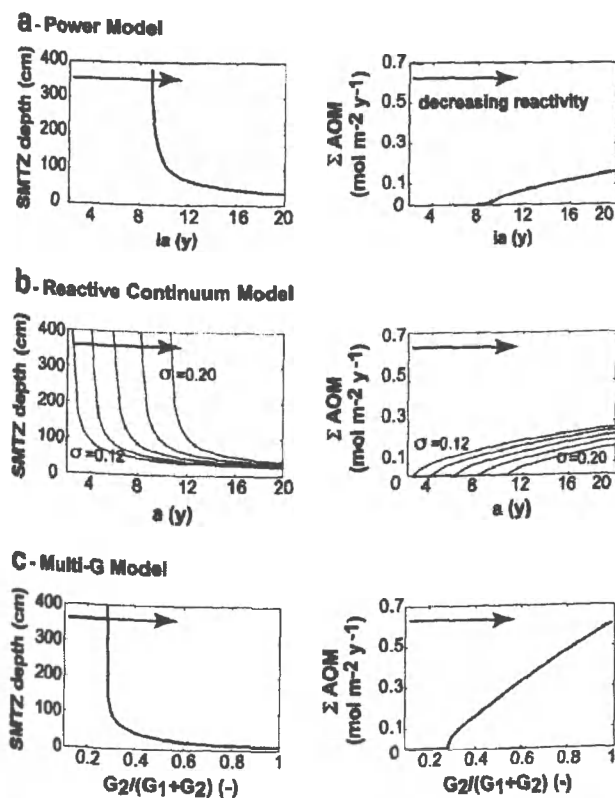 a - Power Model
SMTZ depth (cm)
400
300
200
100
0
4
8
12
16
20
ia (y)
Σ AOM
(mol m-2 y-1)
0.7
0.6
0.3
0.1
0
decreasing reactivity
4
8
12
16
20
ia (y)
b - Reactive Continuum Model
SMTZ depth (cm)
400
300
200
100
0
σ=0.20
σ=0.12
4
8
12
16
20
a (y)
Σ AOM
(mol m-2 y-1)
0.7
0.6
0.3
0.1
0
σ=0.12
σ=0.20
4
8
12
16
20
a (y)
c - Multi-G Model
SMTZ depth (cm)
400
300
200
100
0
0.2
0.4
0.6
0.8
1
G2/(G1+G2) (-)
Σ AOM
(mol m-2 y-1)
0.7
0.6
0.3
0.1
0
0.2
0.4
0.6
0.8
1
G2/(G1+G2) (-)